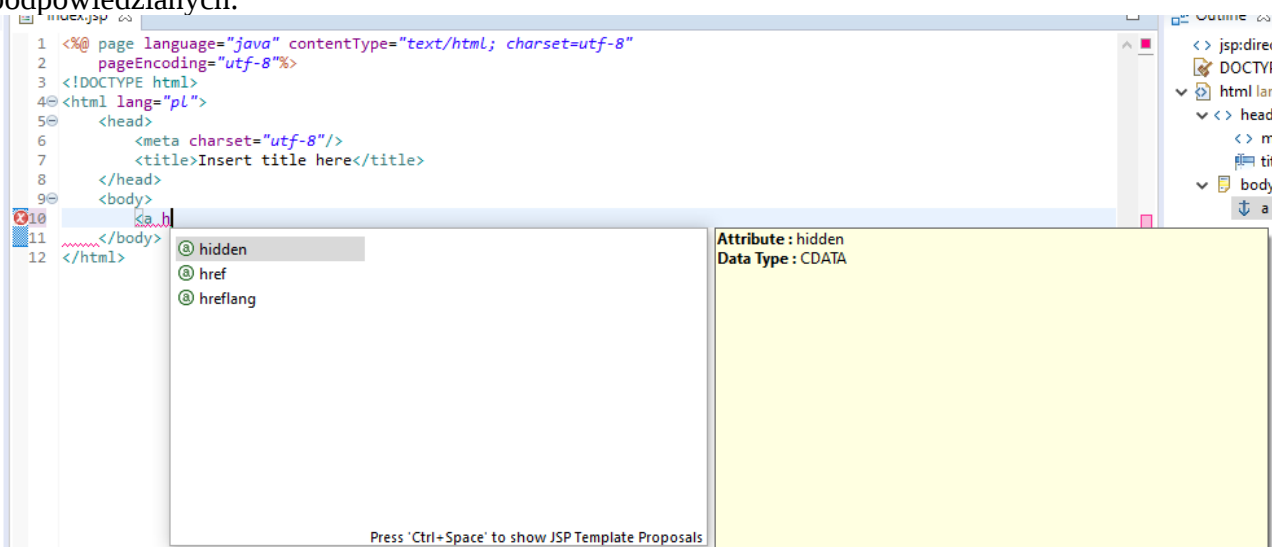 podpowiedzianych.
index.jsp
Outline
1 <%@ page language="java" contentType="text/html; charset=utf-8"
2 pageEncoding="utf-8"%>
3 <!DOCTYPE html>
4 <html lang="pl">
5 <head>
6 <meta charset="utf-8"/>
7 <title>Insert title here</title>
8 </head>
9 <body>
10 <a h
11 </body>
12 </html>
hidden
href
hreflang
Press 'Ctrl+Space' to show JSP Template Proposals
Attribute : hidden
Data Type : CDATA
jsp:dire
DOCTY
html lan
head
m
tit
body
a